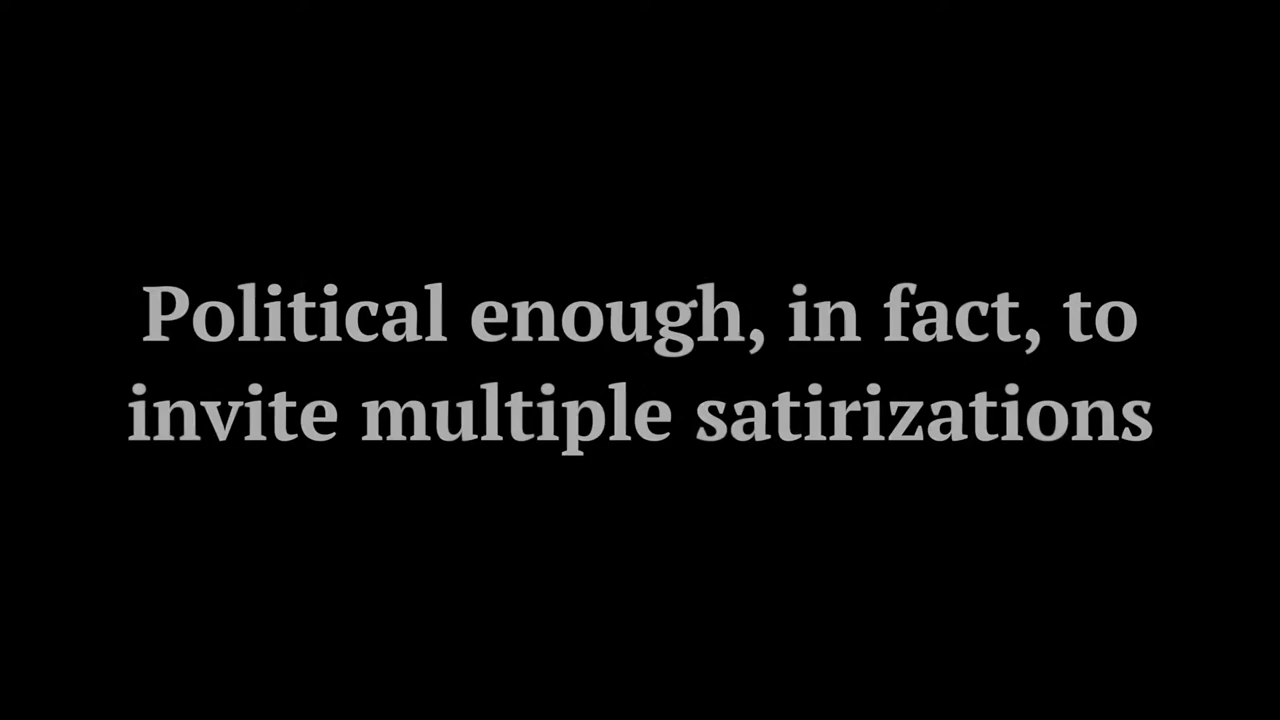 Political enough, in fact, to
invite multiple satirizations